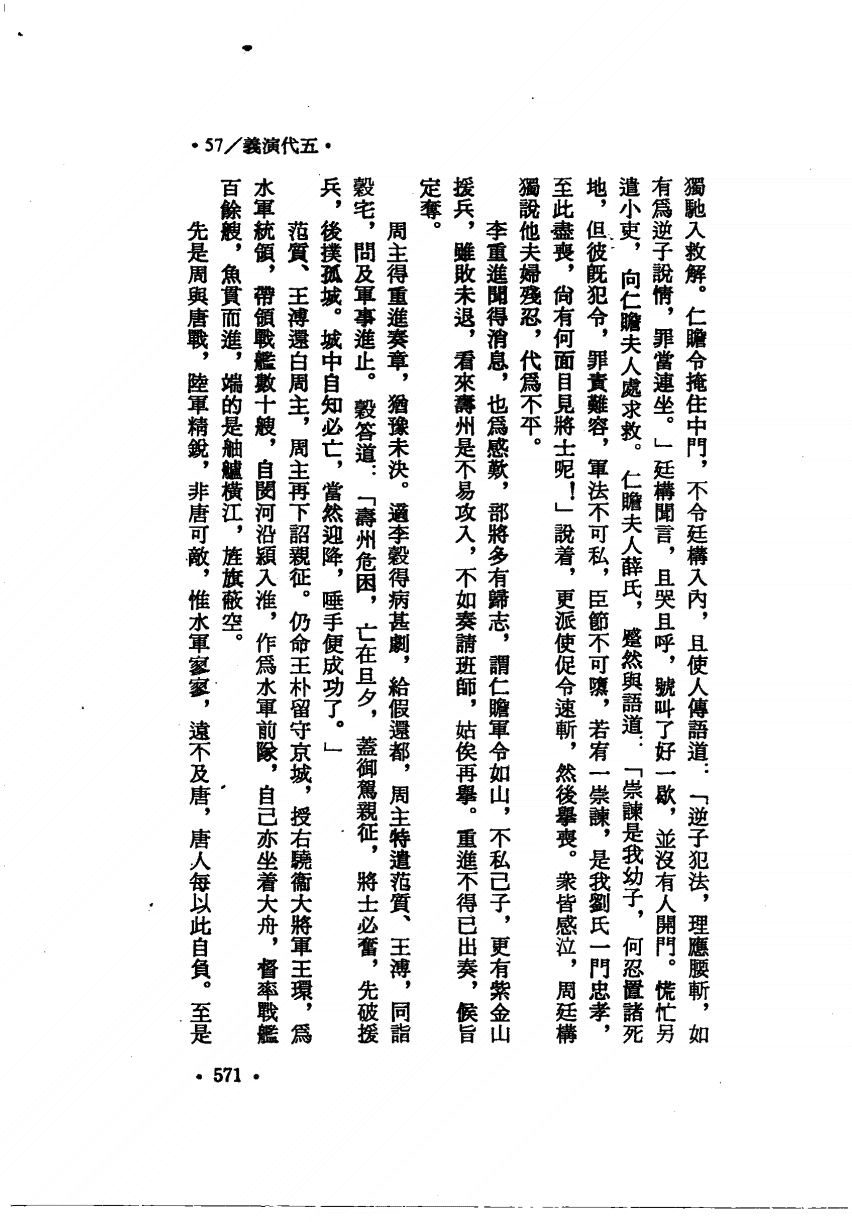 •57／義演代五•
獨馳入救解。仁贍令掩住中門，不令廷構入內，且使人傳語道：「逆子犯法，理應腰斬，如
有爲逆子說情，罪當連坐。」廷構聞言，且哭且呼，號叫了好一歇，並沒有人開門。慌忙另
遣小吏，向仁贍夫人處求救。仁贍夫人薛氏，蹙然與語道：「崇諫是我幼子，何忍置諸死
地，但彼旣犯令，罪責難容，軍法不可私，臣節不可隳，若宥一崇諫，是我劉氏一門忠孝，
至此盡喪，尙有何面目見將士呢！」說着，更派使促令速斬，然後擧喪。衆皆感泣，周廷構
獨說他夫婦殘忍，代爲不平。
李重進聞得消息，也爲感歎，部將多有歸志，謂仁贍軍令如山，不私己子，更有紫金山
援兵，雖敗未退，看來壽州是不易攻入，不如奏請班師，姑俟再擧。重進不得已出奏，候旨
定奪。
周主得重進奏章，猶豫未決。適李穀得病甚劇，給假還都，周主特遣范質、王溥，同詣
穀宅，問及軍事進止。穀答道：「壽州危困，亡在旦夕，蓋御駕親征，將士必奮，先破援
兵，後撲孤城。城中自知必亡，當然迎降，唾手便成功了。」
范質、王溥還白周主，周主再下詔親征。仍命王朴留守京城，授右驍衞大將軍王環，爲
水軍統領，帶領戰艦數十艘，自閔河沿潁入淮，作爲水軍前隊，自己亦坐着大舟，督率戰艦
百餘艘，魚貫而進，端的是舳艫橫江，旌旗蔽空。
先是周與唐戰，陸軍精銳，非唐可敵，惟水軍寥寥，遠不及唐，唐人每以此自負。至是
•571•